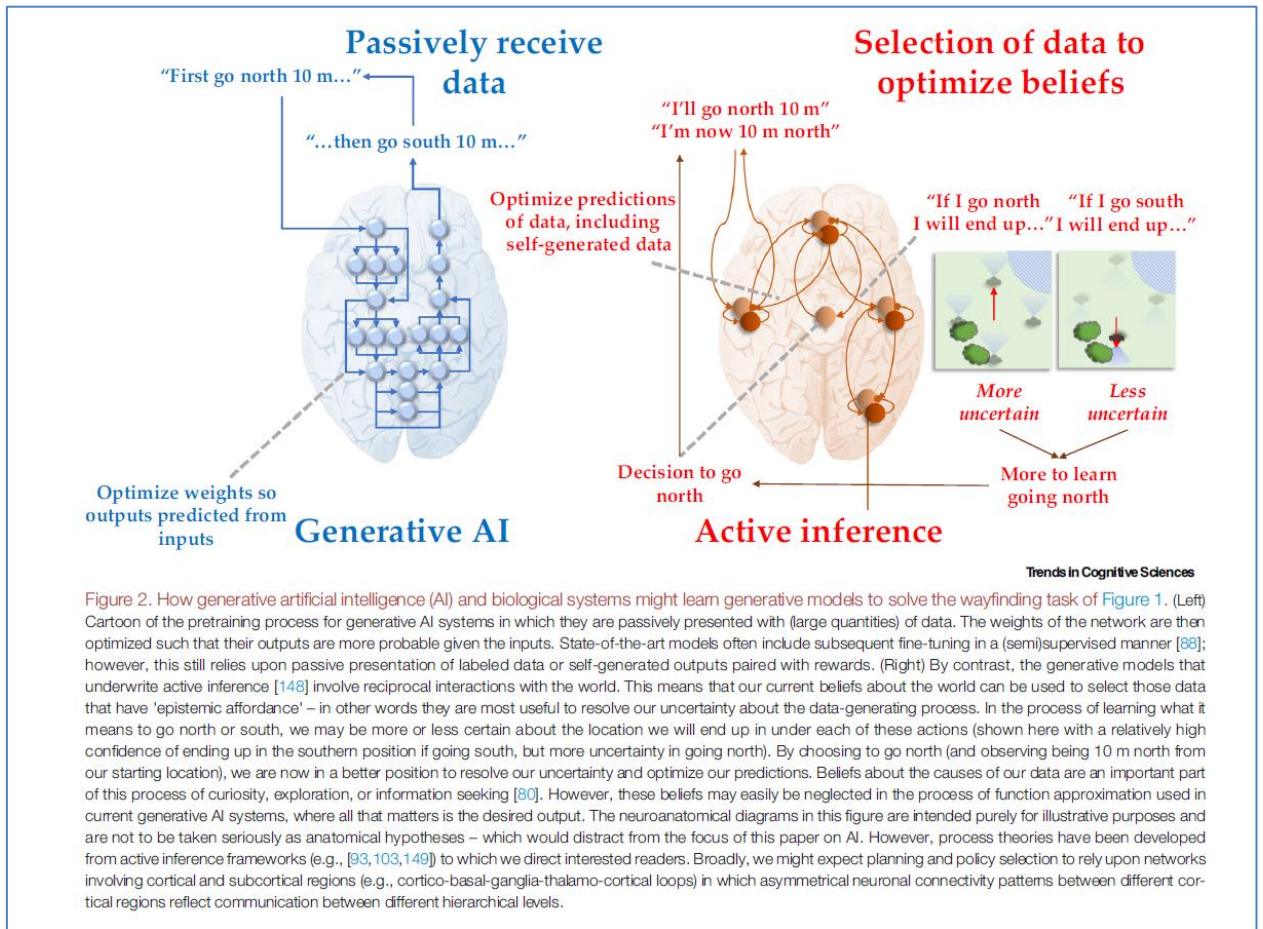 Passively receive
data
"First go north 10 m…"
"…then go south 10 m…"
Optimize weights so
outputs predicted from
inputs
Generative AI
Selection of data to
optimize beliefs
"I'll go north 10 m"
"I'm now 10 m north"
Optimize predictions
of data, including
self-generated data
"If I go north
I will end up…"
"If I go south
I will end up…"
More
uncertain
Less
uncertain
More to learn
going north
Decision to go
north
Active inference
Trends in Cognitive Sciences
Figure 2. How generative artificial intelligence (AI) and biological systems might learn generative models to solve the wayfinding task of Figure 1. (Left)
Cartoon of the pretraining process for generative AI systems in which they are passively presented with (large quantities) of data. The weights of the network are then
optimized such that their outputs are more probable given the inputs. State-of-the-art models often include subsequent fine-tuning in a (semi)supervised manner [88];
however, this still relies upon passive presentation of labeled data or self-generated outputs paired with rewards. (Right) By contrast, the generative models that
underwrite active inference [148] involve reciprocal interactions with the world. This means that our current beliefs about the world can be used to select those data
that have 'epistemic affordance' – in other words they are most useful to resolve our uncertainty about the data-generating process. In the process of learning what it
means to go north or south, we may be more or less certain about the location we will end up in under each of these actions (shown here with a relatively high
confidence of ending up in the southern position if going south, but more uncertainty in going north). By choosing to go north (and observing being 10 m north from
our starting location), we are now in a better position to resolve our uncertainty and optimize our predictions. Beliefs about the causes of our data are an important part
of this process of curiosity, exploration, or information seeking [80]. However, these beliefs may easily be neglected in the process of function approximation used in
current generative AI systems, where all that matters is the desired output. The neuroanatomical diagrams in this figure are intended purely for illustrative purposes and
are not to be taken seriously as anatomical hypotheses – which would distract from the focus of this paper on AI. However, process theories have been developed
from active inference frameworks (e.g., [93,103,149]) to which we direct interested readers. Broadly, we might expect planning and policy selection to rely upon networks
involving cortical and subcortical regions (e.g., cortico-basal-ganglia-thalamo-cortical loops) in which asymmetrical neuronal connectivity patterns between different cor-
tical regions reflect communication between different hierarchical levels.